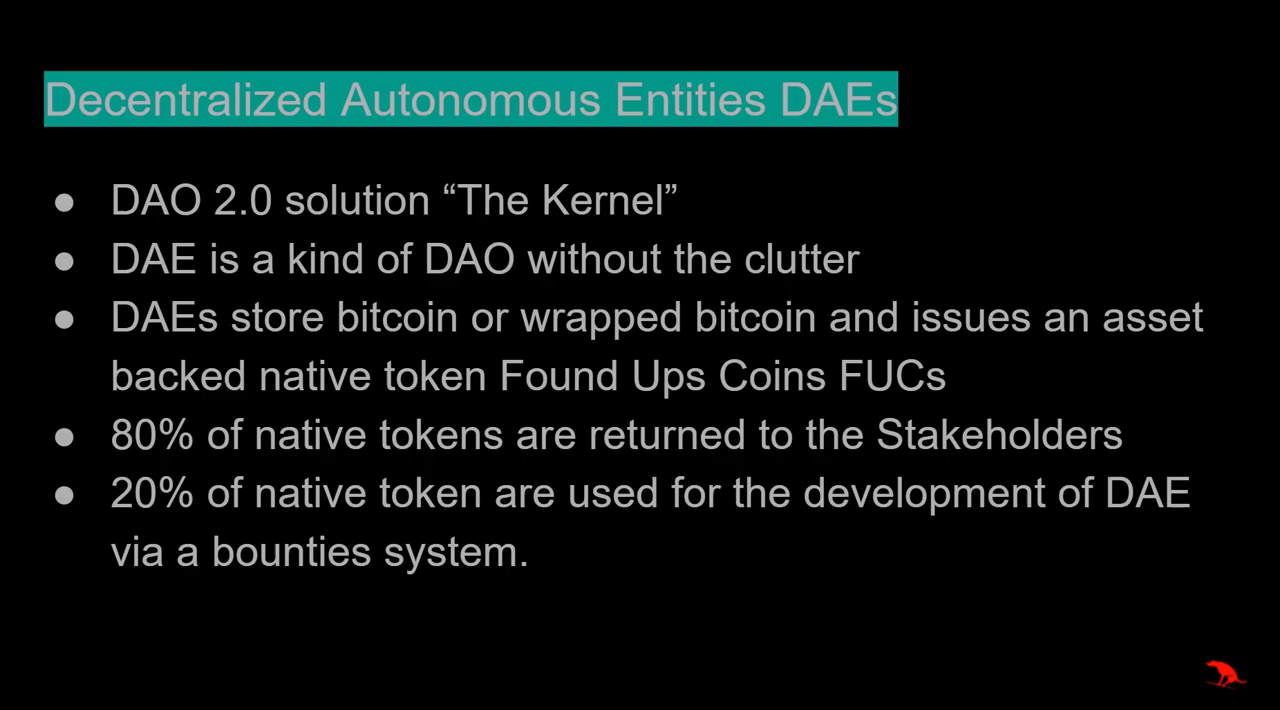 Decentralized Autonomous Entities DAEs
● DAO 2.0 solution “The Kernel”
● DAE is a kind of DAO without the clutter
● DAEs store bitcoin or wrapped bitcoin and issues an asset
backed native token Found Ups Coins FUCs
● 80% of native tokens are returned to the Stakeholders
● 20% of native token are used for the development of DAE
via a bounties system.